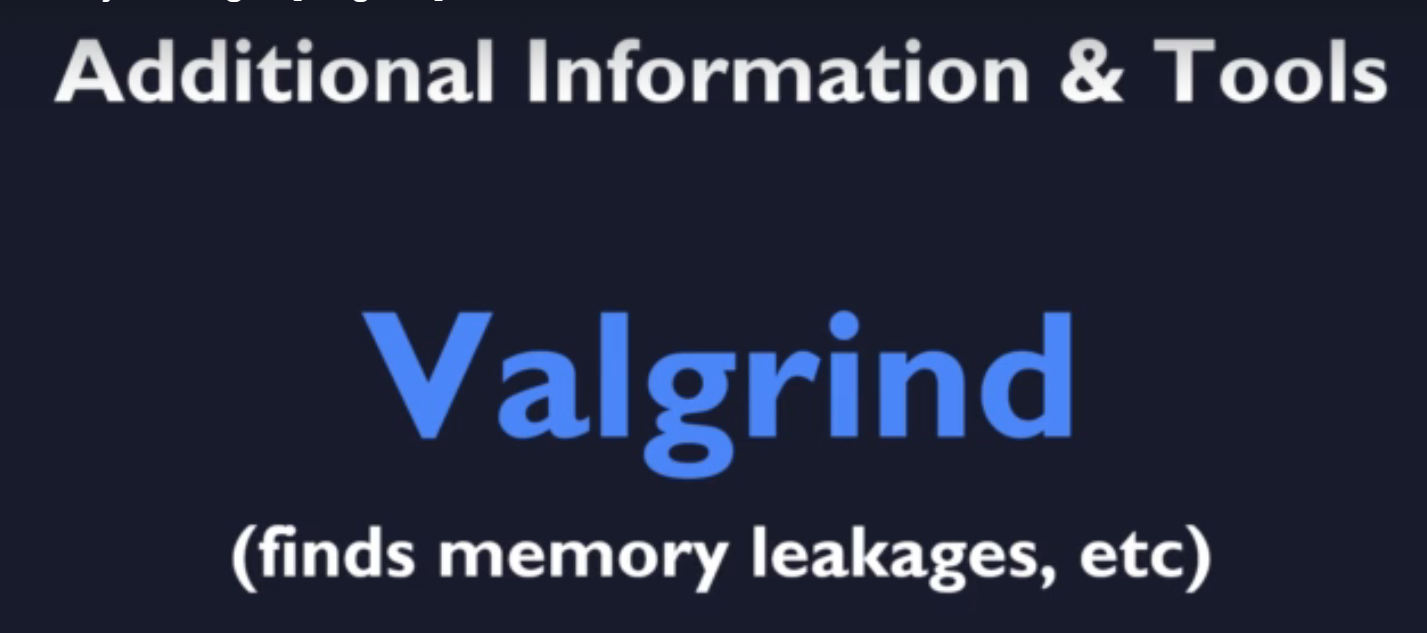 Additional Information & Tools
Valgrind
(finds memory leakages, etc)